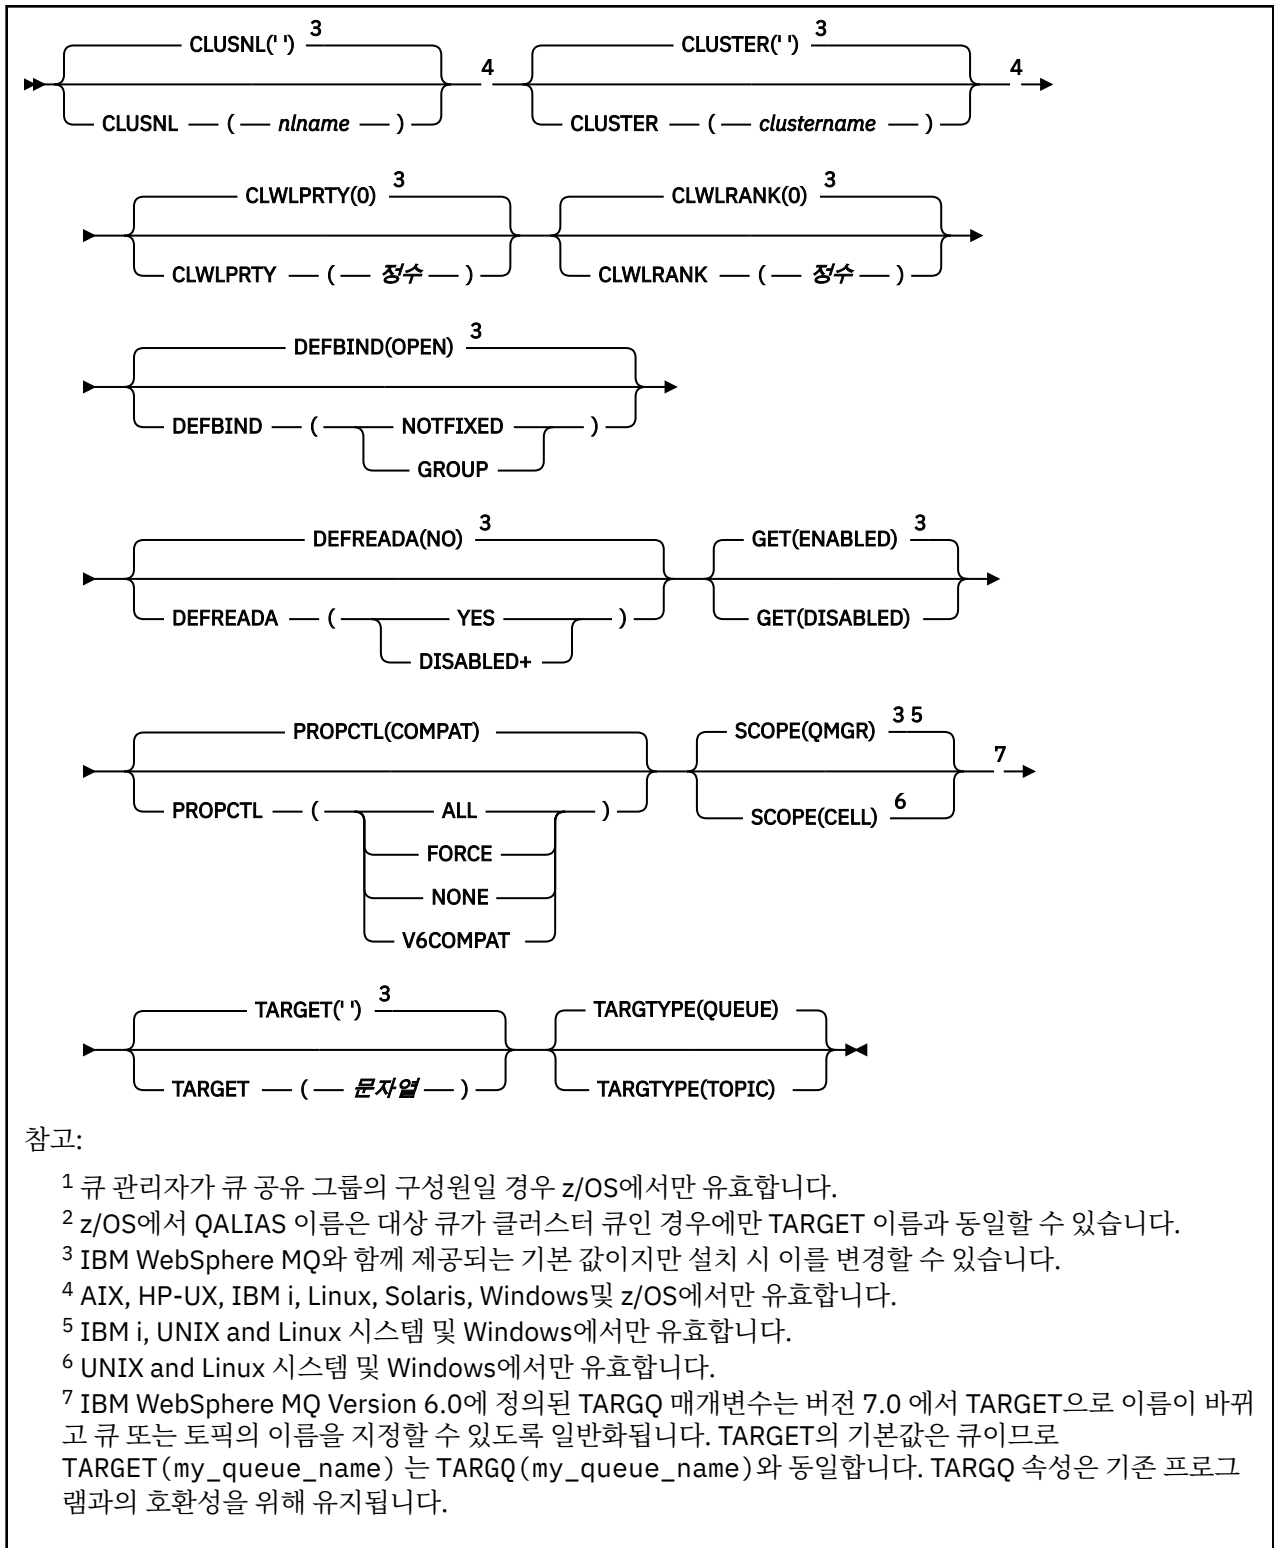 CLUSNL(' ') 3 CLUSTER(' ') 3
4 4
CLUSNL ( nlname ) CLUSTER ( clustername )
CLWLPRTY(0) 3 CLWLRANK(0) 3
CLWLPRTY ( 정수 ) CLWLRANK ( 정수 )
DEFBIND(OPEN) 3
DEFBIND ( NOTFIXED )
GROUP
DEFREADA(NO) 3 GET(ENABLED) 3
DEFREADA ( YES ) GET(DISABLED)
DISABLED+
PROPCTL(COMPAT) SCOPE(QMGR) 3 5
7
PROPCTL ( ALL ) SCOPE(CELL) 6
FORCE
NONE
V6COMPAT
TARGET(' ') 3 TARGTYPE(QUEUE)
TARGET ( 문자열 ) TARGTYPE(TOPIC)
참고:
1 큐 관리자가 큐 공유 그룹의 구성원일 경우 z/OS에서만 유효합니다.
2 z/OS에서 QALIAS 이름은 대상 큐가 클러스터 큐인 경우에만 TARGET 이름과 동일할 수 있습니다.
3 IBM WebSphere MQ와 함께 제공되는 기본 값이지만 설치 시 이를 변경할 수 있습니다.
4 AIX, HP-UX, IBM i, Linux, Solaris, Windows및 z/OS에서만 유효합니다.
5 IBM i, UNIX and Linux 시스템 및 Windows에서만 유효합니다.
6 UNIX and Linux 시스템 및 Windows에서만 유효합니다.
7 IBM WebSphere MQ Version 6.0에 정의된 TARGQ 매개변수는 버전 7.0 에서 TARGET으로 이름이 바뀌
고 큐 또는 토픽의 이름을 지정할 수 있도록 일반화됩니다. TARGET의 기본값은 큐이므로
TARGET(my_queue_name) 는 TARGQ(my_queue_name)와 동일합니다. TARGQ 속성은 기존 프로그
램과의 호환성을 위해 유지됩니다.